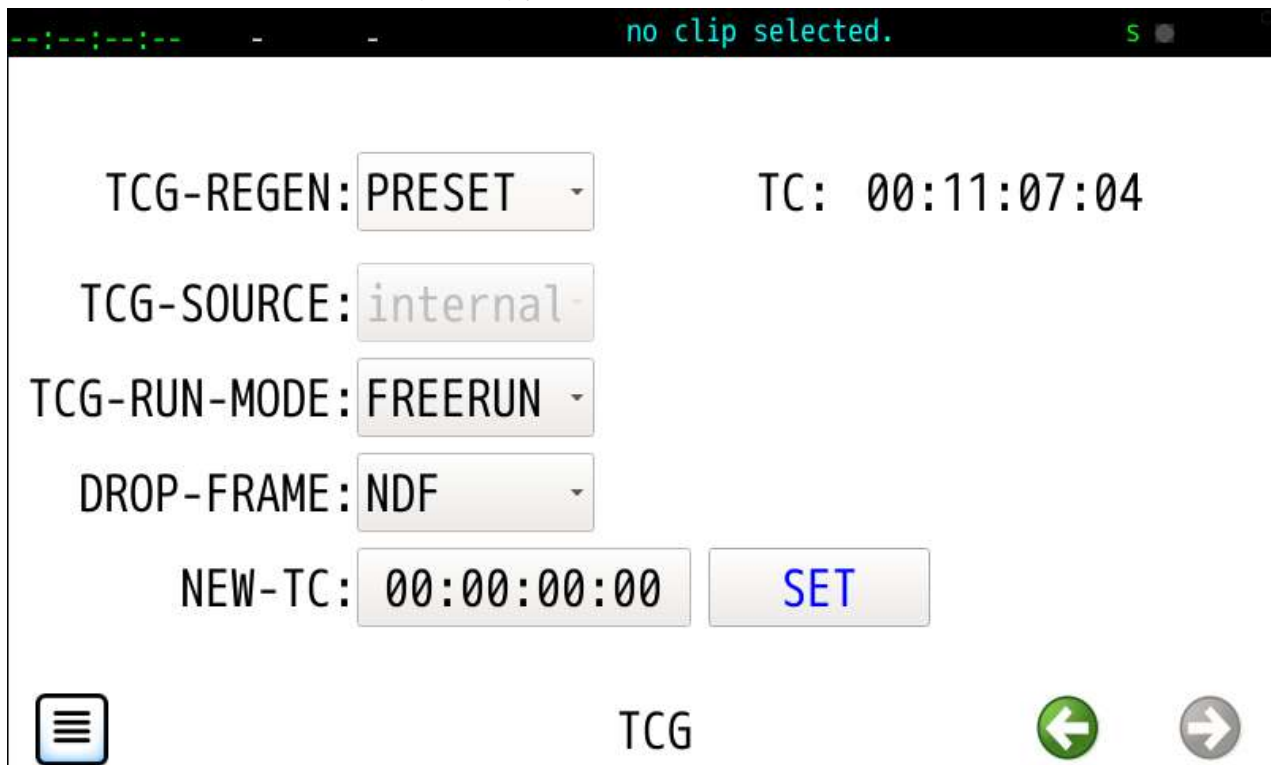 --:--:--:-- - - no clip selected. S
TCG-REGEN: PRESET TC: 00:11:07:04
TCG-SOURCE: internal
TCG-RUN-MODE: FREERUN
DROP-FRAME: NDF
NEW-TC: 00:00:00:00 SET
TCG